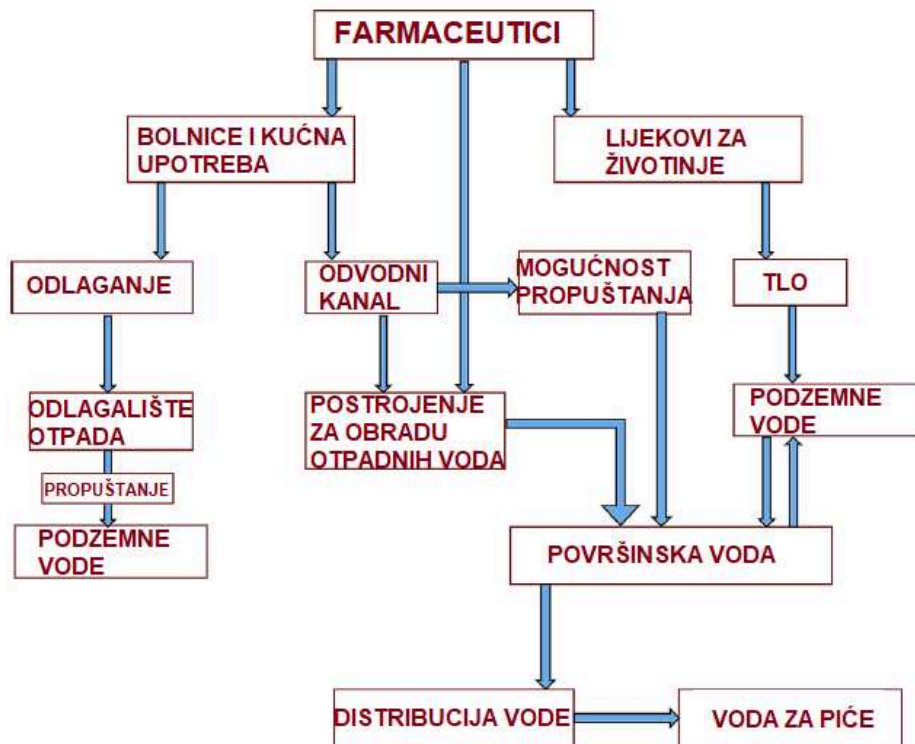 FARMACEUTICI
BOLNICE I KUĆNA
UPOTREBA
LIJEKOVI ZA
ŽIVOTINJE
ODLAGANJE
ODVODNI
KANAL
MOGUĆNOST
PROPUŠTANJA
TLO
ODLAGALIŠTE
OTPADA
POSTROJENJE
ZA OBRADU
OTPADNIH VODA
PODZEMNE
VODE
PROPUŠTANJE
PODZEMNE
VODE
POVRŠINSKA VODA
DISTRIBUCIJA VODE
VODA ZA PIĆE